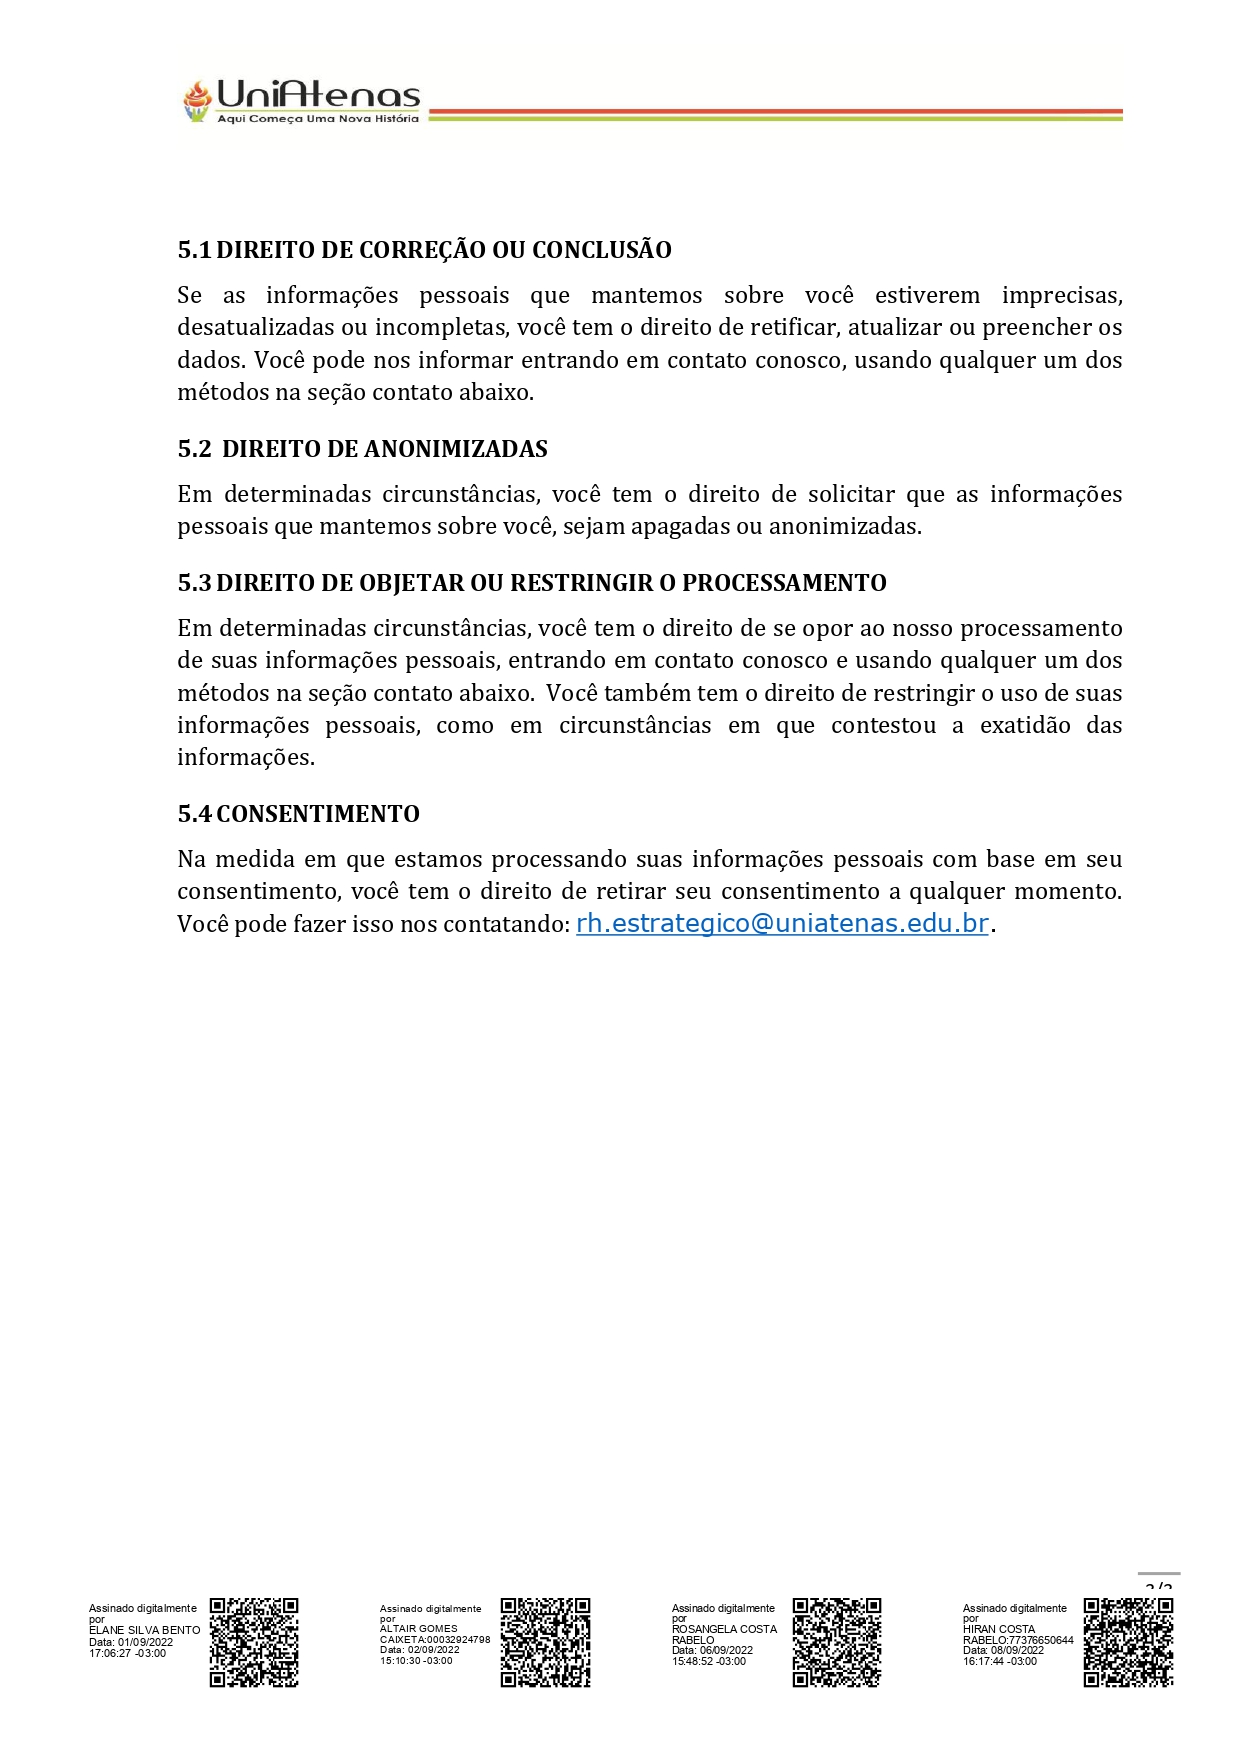 UniAtenas
Aqui Começa Uma Nova História
5.1 DIREITO DE CORREÇÃO OU CONCLUSÃO
Se as informações pessoais que mantemos sobre você estiverem imprecisas,
desatualizadas ou incompletas, você tem o direito de retificar, atualizar ou preencher os
dados. Você pode nos informar entrando em contato conosco, usando qualquer um dos
métodos na seção contato abaixo.
5.2 DIREITO DE ANONIMIZADAS
Em determinadas circunstâncias, você tem o direito de solicitar que as informações
pessoais que mantemos sobre você, sejam apagadas ou anonimizadas.
5.3 DIREITO DE OBJETAR OU RESTRINGIR O PROCESSAMENTO
Em determinadas circunstâncias, você tem o direito de se opor ao nosso processamento
de suas informações pessoais, entrando em contato conosco e usando qualquer um dos
métodos na seção contato abaixo. Você também tem o direito de restringir o uso de suas
informações pessoais, como em circunstâncias em que contestou a exatidão das
informações.
5.4 CONSENTIMENTO
Na medida em que estamos processando suas informações pessoais com base em seu
consentimento, você tem o direito de retirar seu consentimento a qualquer momento.
Você pode fazer isso nos contatando: rh.estrategico@uniatenas.edu.br.
Assinado digitalmente
por
ELANE SILVA BENTO
Data: 01/09/2022
17:06:27 -03:00
Assinado digitalmente
por
ALTAIR GOMES
CAIXETA:00032924798
Data: 02/09/2022
15:10:30 -03:00
Assinado digitalmente
por
ROSANGELA COSTA
RABELO
Data: 06/09/2022
15:48:52 -03:00
Assinado digitalmente
por
HIRAN COSTA
RABELO:77376650644
Data: 08/09/2022
16:17:44 -03:00